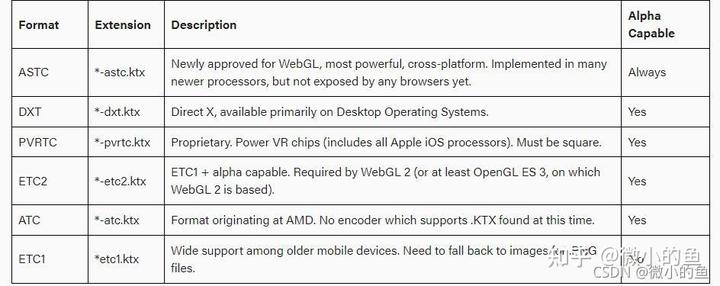 Format Extension Description Alpha Capable
ASTC *-astc.ktx Newly approved for WebGL, most powerful, cross-platform. Implemented in many
newer processors, but not exposed by any browsers yet. Always
DXT *-dxt.ktx Direct X, available primarily on Desktop Operating Systems. Yes
PVRTC *-pvrtc.ktx Proprietary. Power VR chips (includes all Apple iOS processors). Must be square. Yes
ETC2 *-etc2.ktx ETC1 + alpha capable. Required by WebGL 2 (or at least OpenGL ES 3, on which
WebGL 2 is based). Yes
ATC *-atc.ktx Format originating at AMD. No encoder which supports .KTX found at this time. Yes
ETC1 *etc1.ktx Wide support among older mobile devices. Need to fall back to images for .PNG
files. No
知乎 @微小的鱼
CSDN @微小的鱼